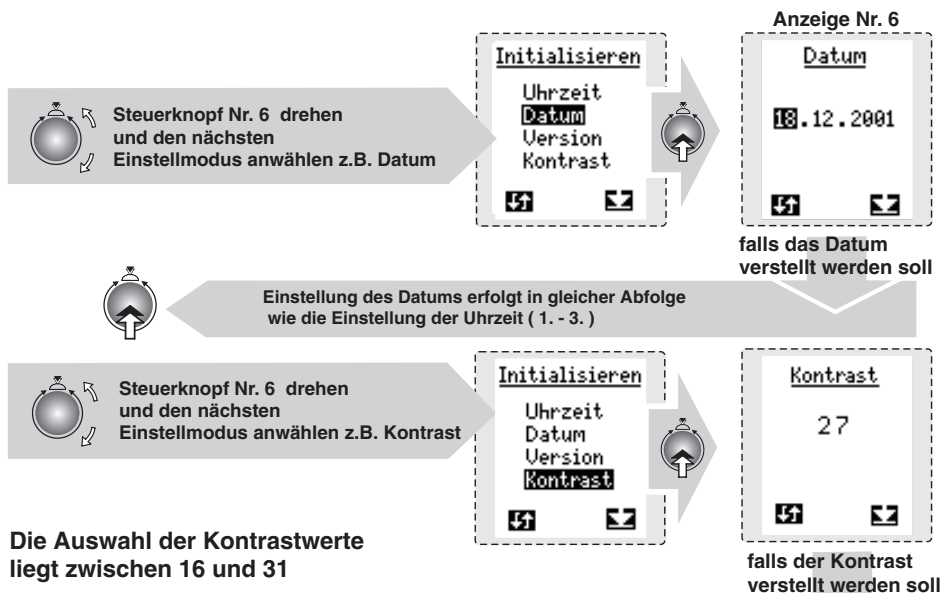 Anzeige Nr. 6
Steuerknopf Nr. 6 drehen
und den nächsten
Einstellmodus anwählen z.B. Datum
Initialisieren
Uhrzeit
Datum
Version
Kontrast
Datum
18.12.2001
falls das Datum
verstellt werden soll
Einstellung des Datums erfolgt in gleicher Abfolge
wie die Einstellung der Uhrzeit ( 1. - 3. )
Steuerknopf Nr. 6 drehen
und den nächsten
Einstellmodus anwählen z.B. Kontrast
Initialisieren
Uhrzeit
Datum
Version
Kontrast
Kontrast
27
Die Auswahl der Kontrastwerte
liegt zwischen 16 und 31
falls der Kontrast
verstellt werden soll